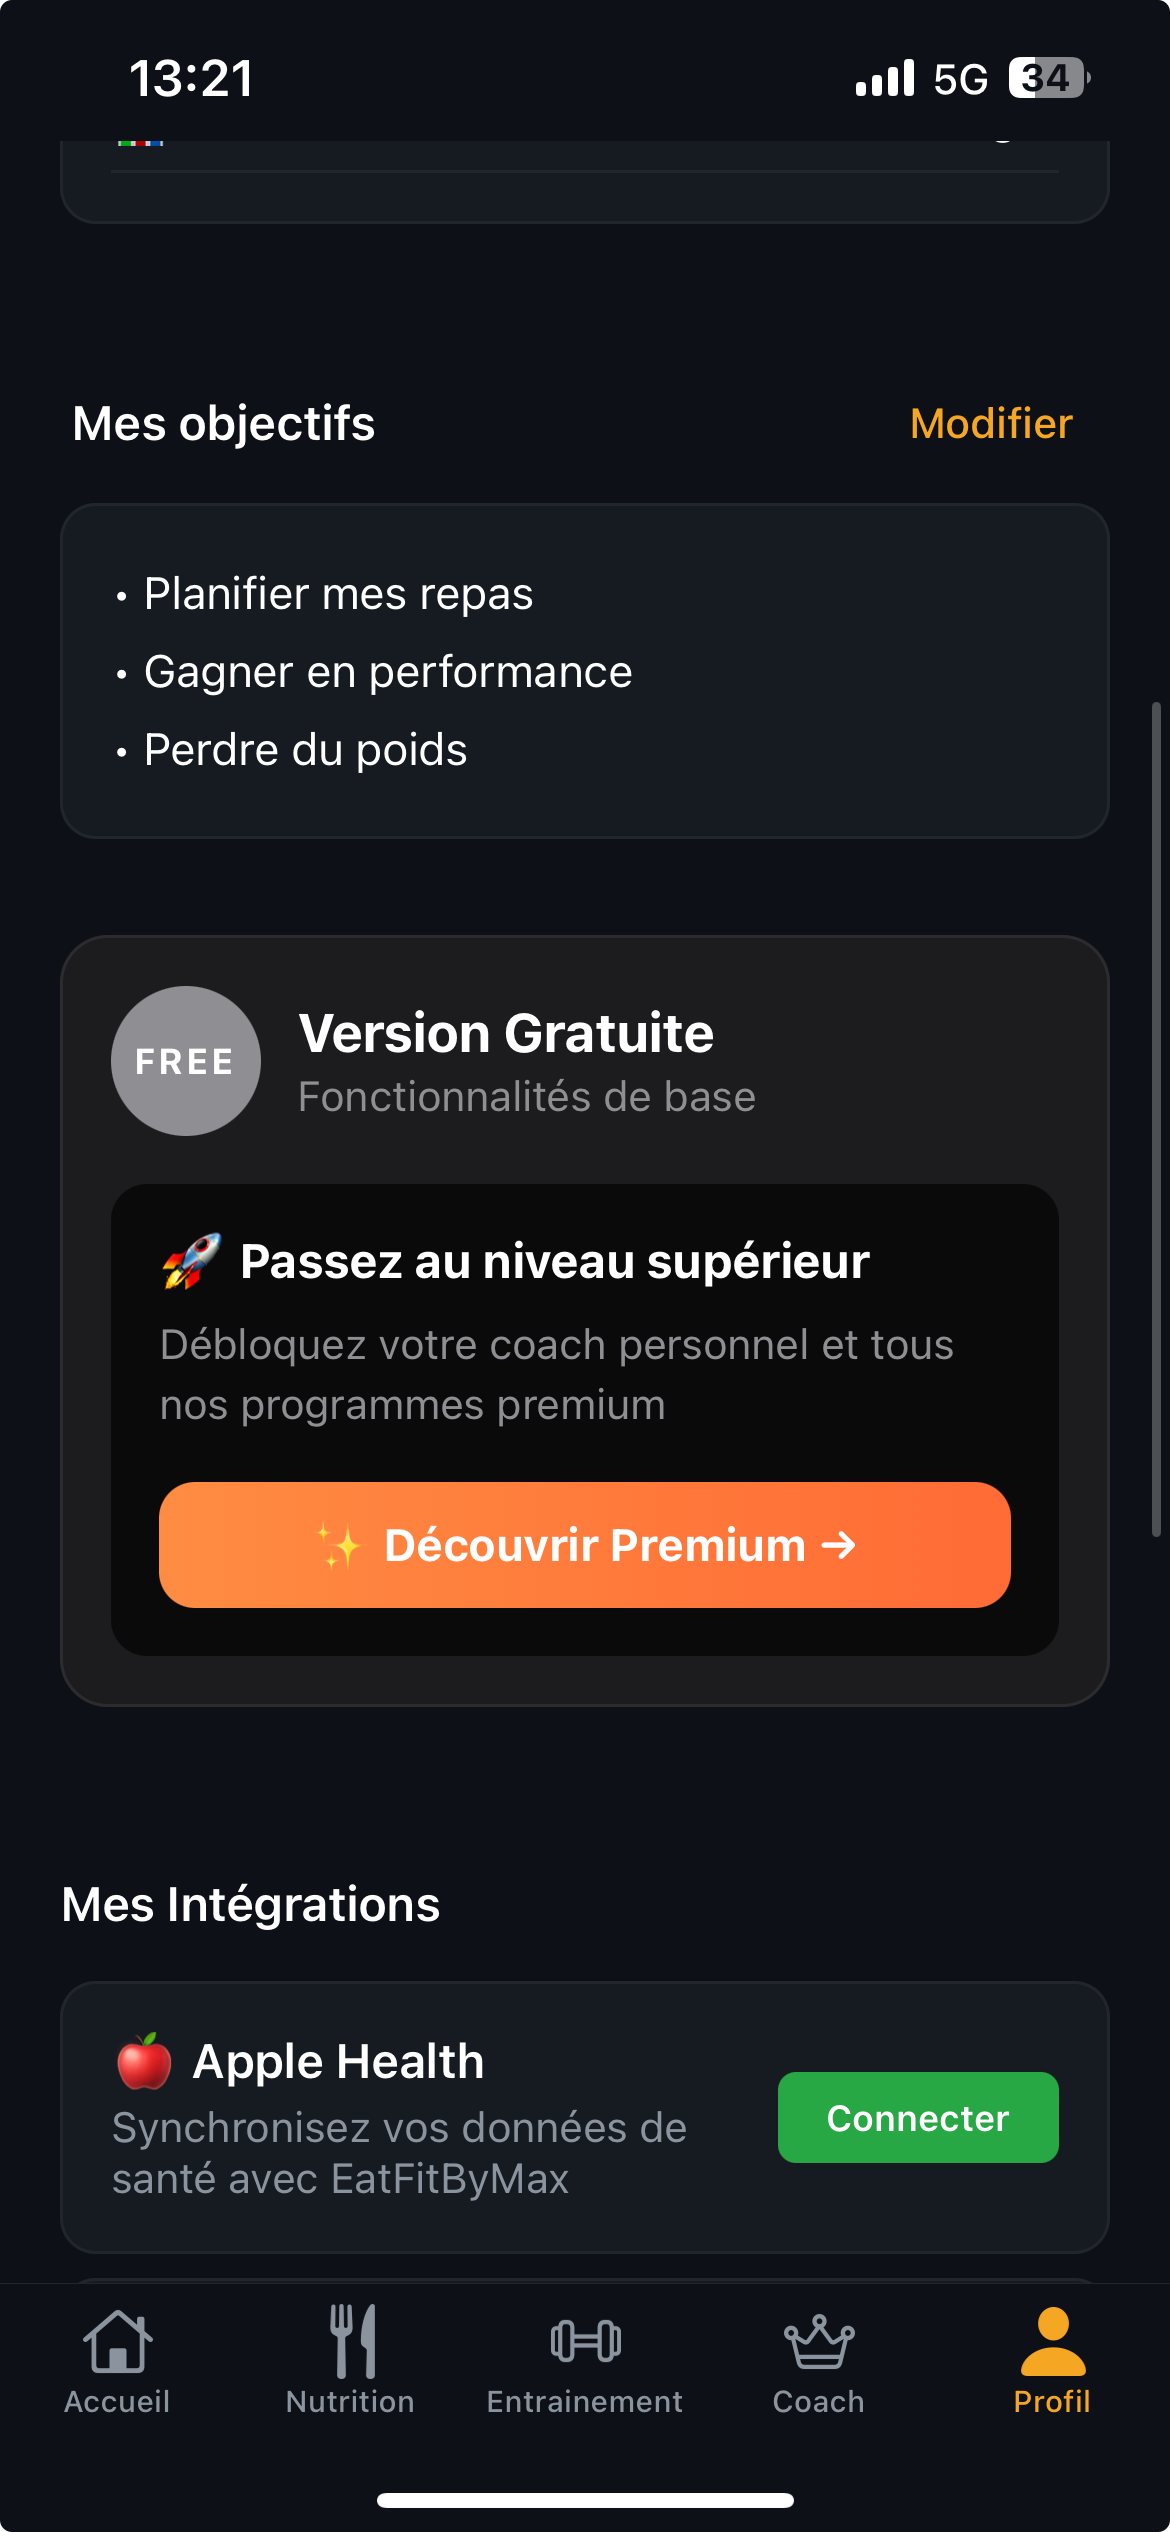 13:21
5G
34
Mes objectifs
Modifier
• Planifier mes repas
• Gagner en performance
• Perdre du poids
FREE
Version Gratuite
Fonctionnalités de base
🚀 Passez au niveau supérieur
Débloquez votre coach personnel et tous
nos programmes premium
✨ Découvrir Premium →
Mes Intégrations
🍎 Apple Health
Synchronisez vos données de
santé avec EatFitByMax
Connecter
Accueil
Nutrition
Entrainement
Coach
Profil